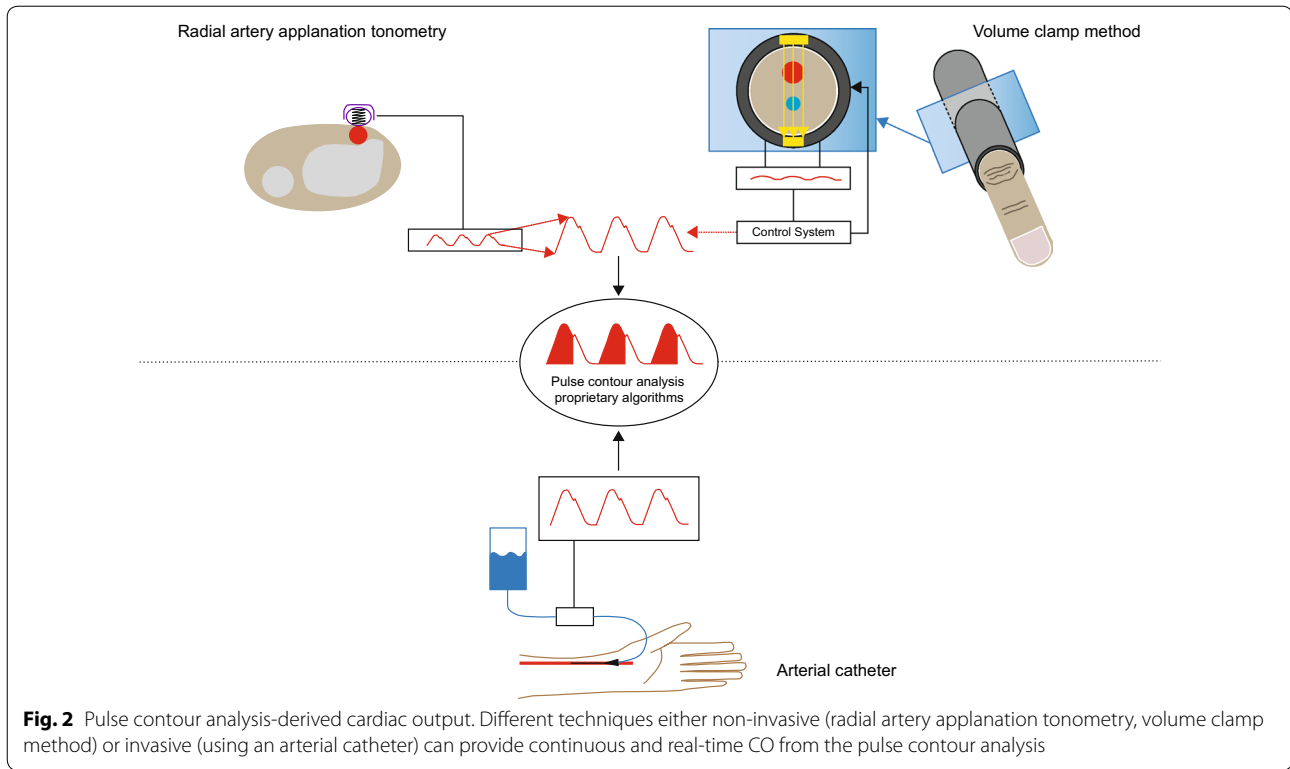 Radial artery applanation tonometry
Volume clamp method
Control System
Pulse contour analysis
proprietary algorithms
Arterial catheter
Fig. 2 Pulse contour analysis-derived cardiac output. Different techniques either non-invasive (radial artery applanation tonometry, volume clamp
method) or invasive (using an arterial catheter) can provide continuous and real-time CO from the pulse contour analysis